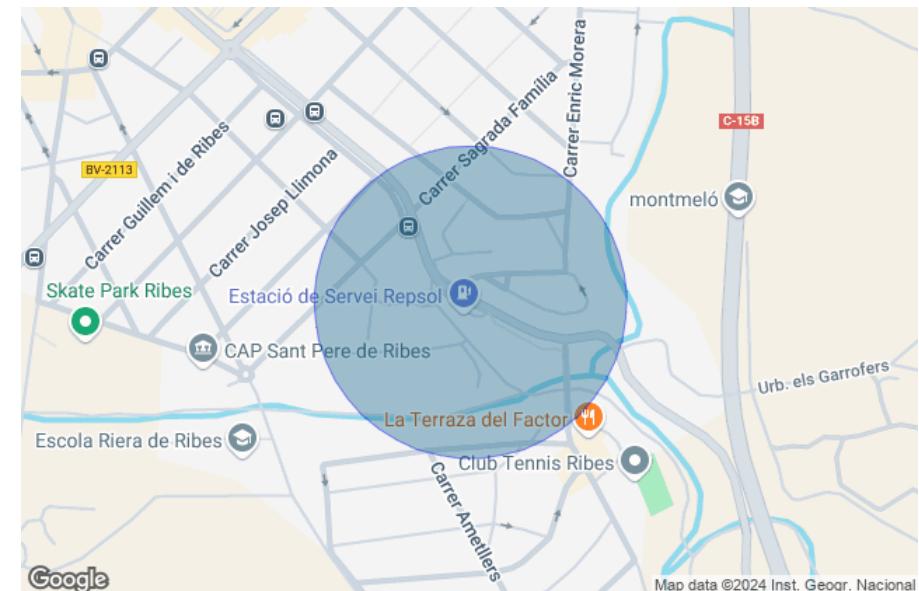 Carrer Enric Morera
C-15B
Carrer Sagrada Família
BV-2113
Carrer Guillem i de Ribes
Carrer Josep Llimona
montmeló
Skate Park Ribes
Estació de Servei Repsol
CAP Sant Pere de Ribes
Urb. els Garrofers
La Terraza del Factor
Escola Riera de Ribes
Club Tennis Ribes
Carrer Ametllers
Google
Map data ©2024 Inst. Geogr. Nacional